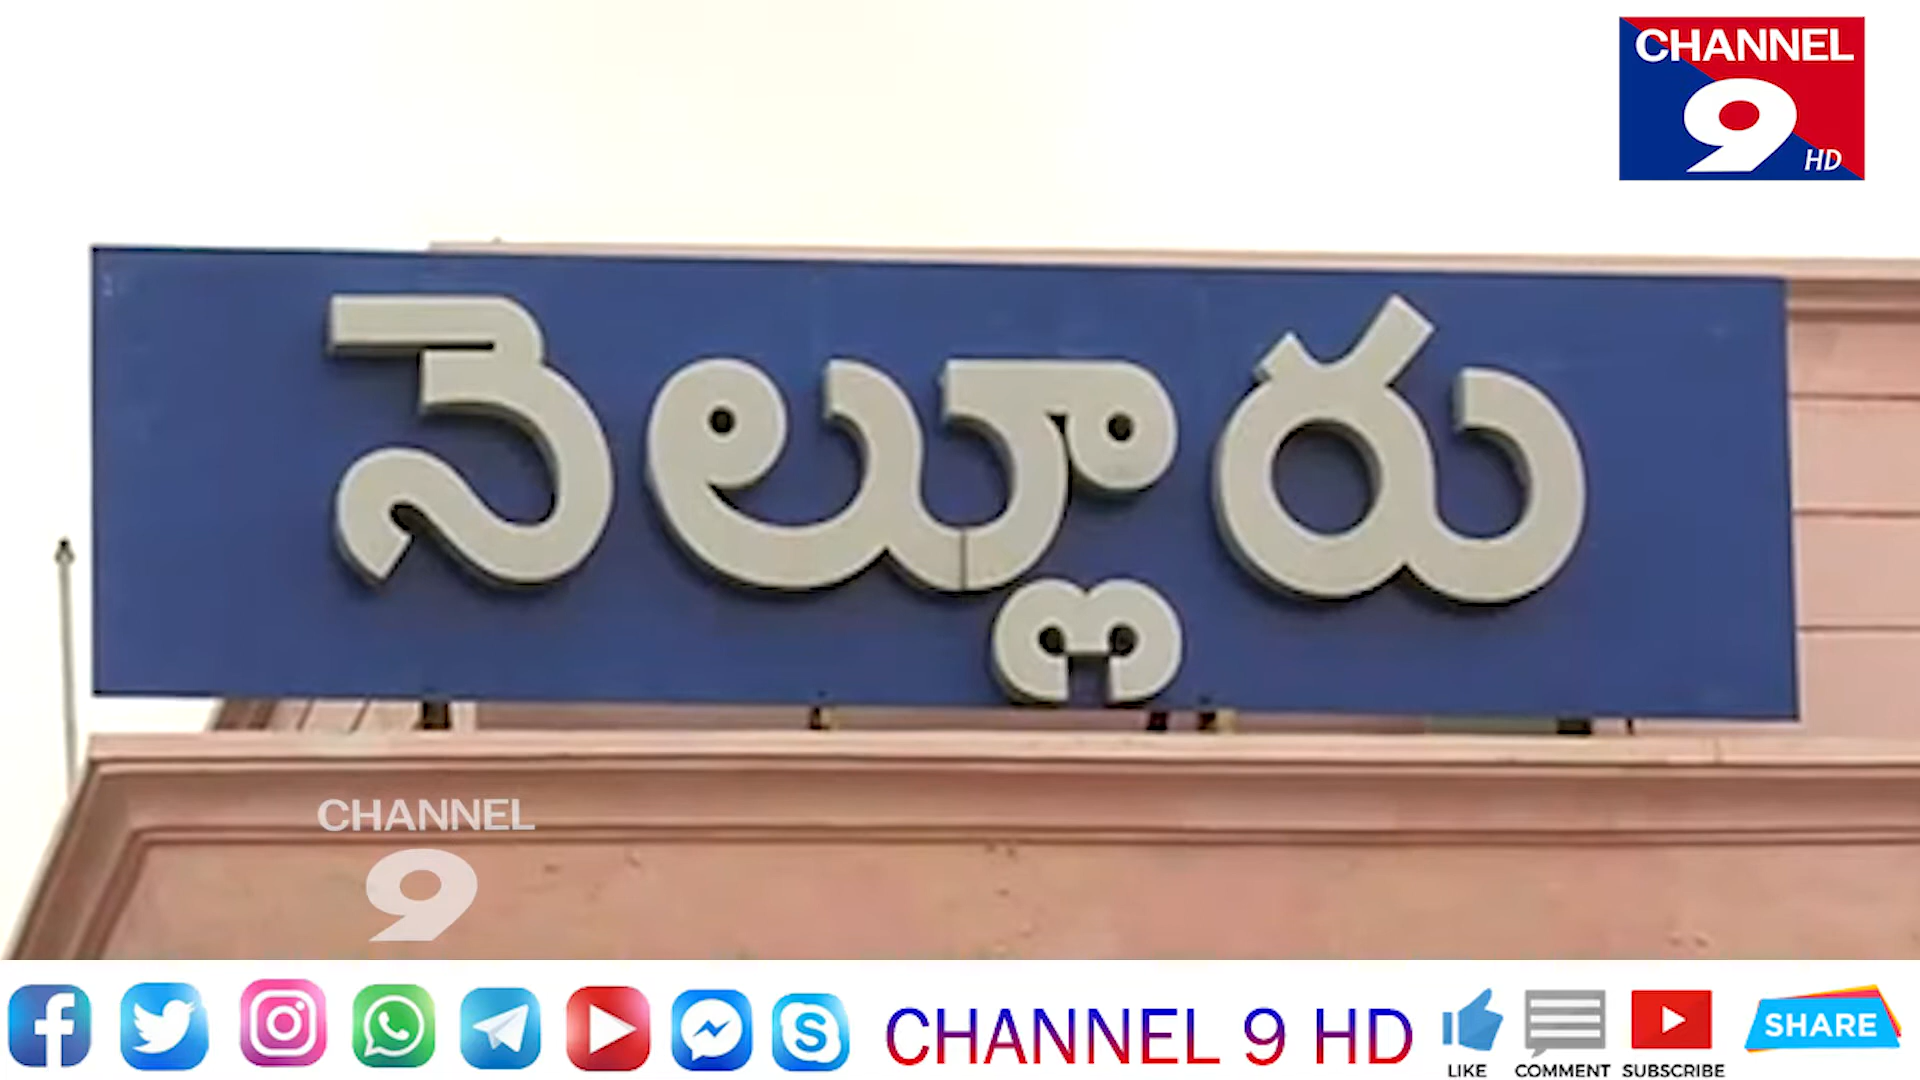 CHANNEL
9
HD
నెల్లూరు
CHANNEL
9
CHANNEL 9 HD
LIKE
COMMENT
SUBSCRIBE
SHARE